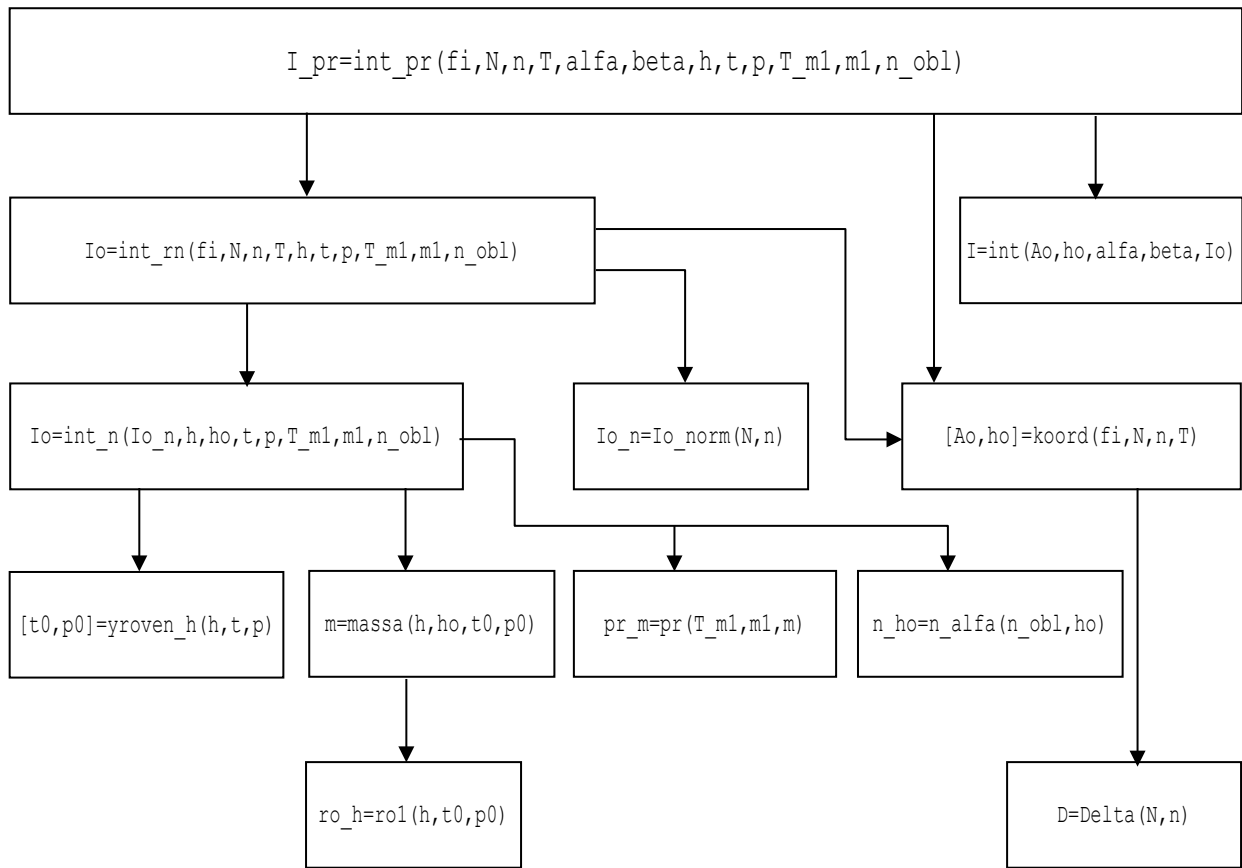 I_pr=int_pr(fi,N,n,T,alfa,beta,h,t,p,T_m1,m1,n_obl)
Io=int_rn(fi,N,n,T,h,t,p,T_m1,m1,n_obl)
I=int(Ao,ho,alfa,beta,Io)
Io=int_n(Io_n,h,ho,t,p,T_m1,m1,n_obl)
Io_n=Io_norm(N,n)
[Ao,ho]=koord(fi,N,n,T)
[t0,p0]=yroven_h(h,t,p)
m=massa(h,ho,t0,p0)
pr_m=pr(T_m1,m1,m)
n_ho=n_alfa(n_obl,ho)
ro_h=ro1(h,t0,p0)
D=Delta(N,n)